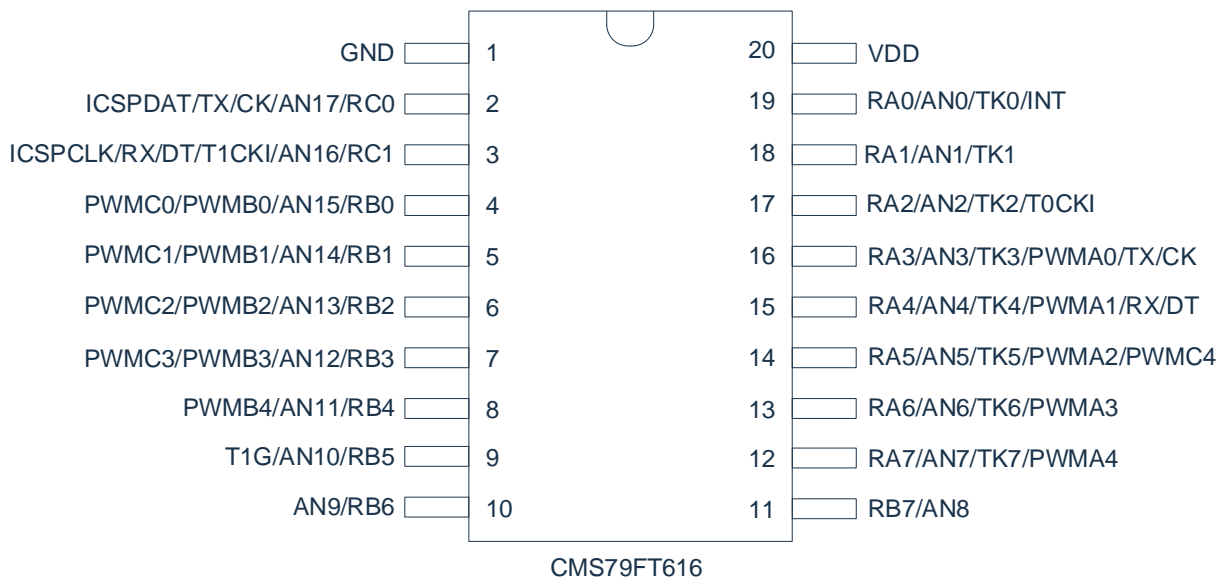 GND 1 20 VDD
ICSPDAT/TX/CK/AN17/RC0 2 19 RA0/AN0/TK0/INT
ICSPCLK/RX/DT/T1CKI/AN16/RC1 3 18 RA1/AN1/TK1
PWMC0/PWMB0/AN15/RB0 4 17 RA2/AN2/TK2/T0CKI
PWMC1/PWMB1/AN14/RB1 5 16 RA3/AN3/TK3/PWMA0/TX/CK
PWMC2/PWMB2/AN13/RB2 6 15 RA4/AN4/TK4/PWMA1/RX/DT
PWMC3/PWMB3/AN12/RB3 7 14 RA5/AN5/TK5/PWMA2/PWMC4
PWMB4/AN11/RB4 8 13 RA6/AN6/TK6/PWMA3
T1G/AN10/RB5 9 12 RA7/AN7/TK7/PWMA4
AN9/RB6 10 11 RB7/AN8
CMS79FT616